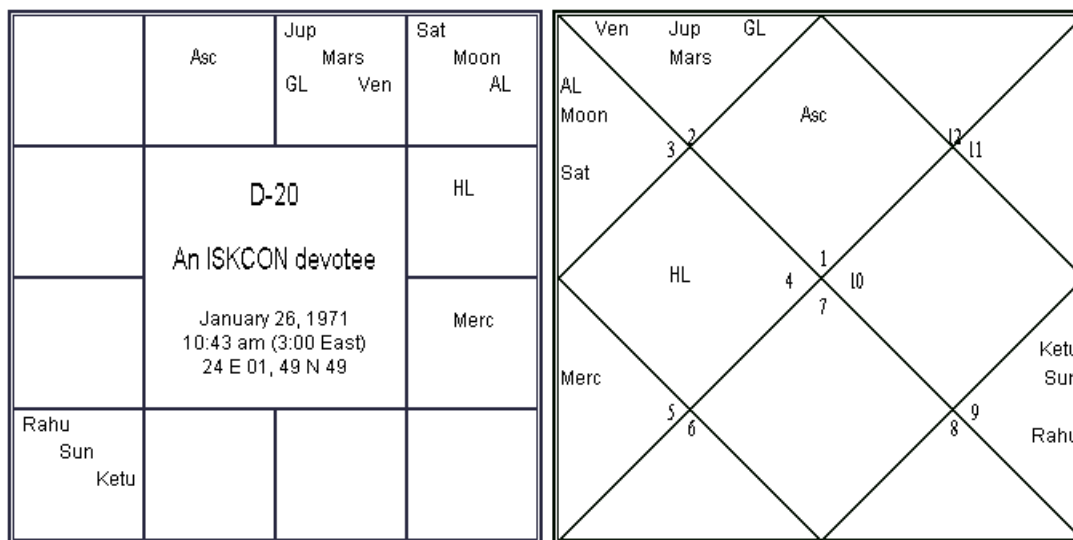 Jup
Sat
Asc
Mars
Moon
GL Ven
AL
D-20
HL
An ISKCON devotee
January 26, 1971
Merc
10:43 am (3:00 East)
24 E 01, 49 N 49
Rahu
Sun
Ketu
Ven Jup GL
Mars
AL
Moon
Asc
2
12
3
11
Sat
1
HL
4
10
7
Ketu
Merc
Sun
5
9
6
8
Rahu